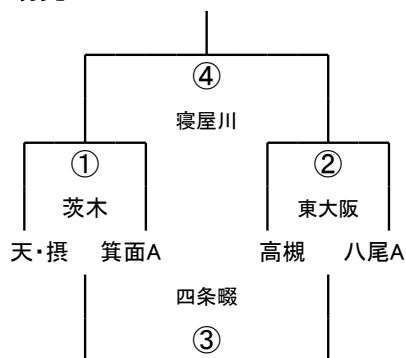 ④
寝屋川
① ②
茨木 東大阪
天・摂 箕面A 高槻 八尾A
四条畷
③